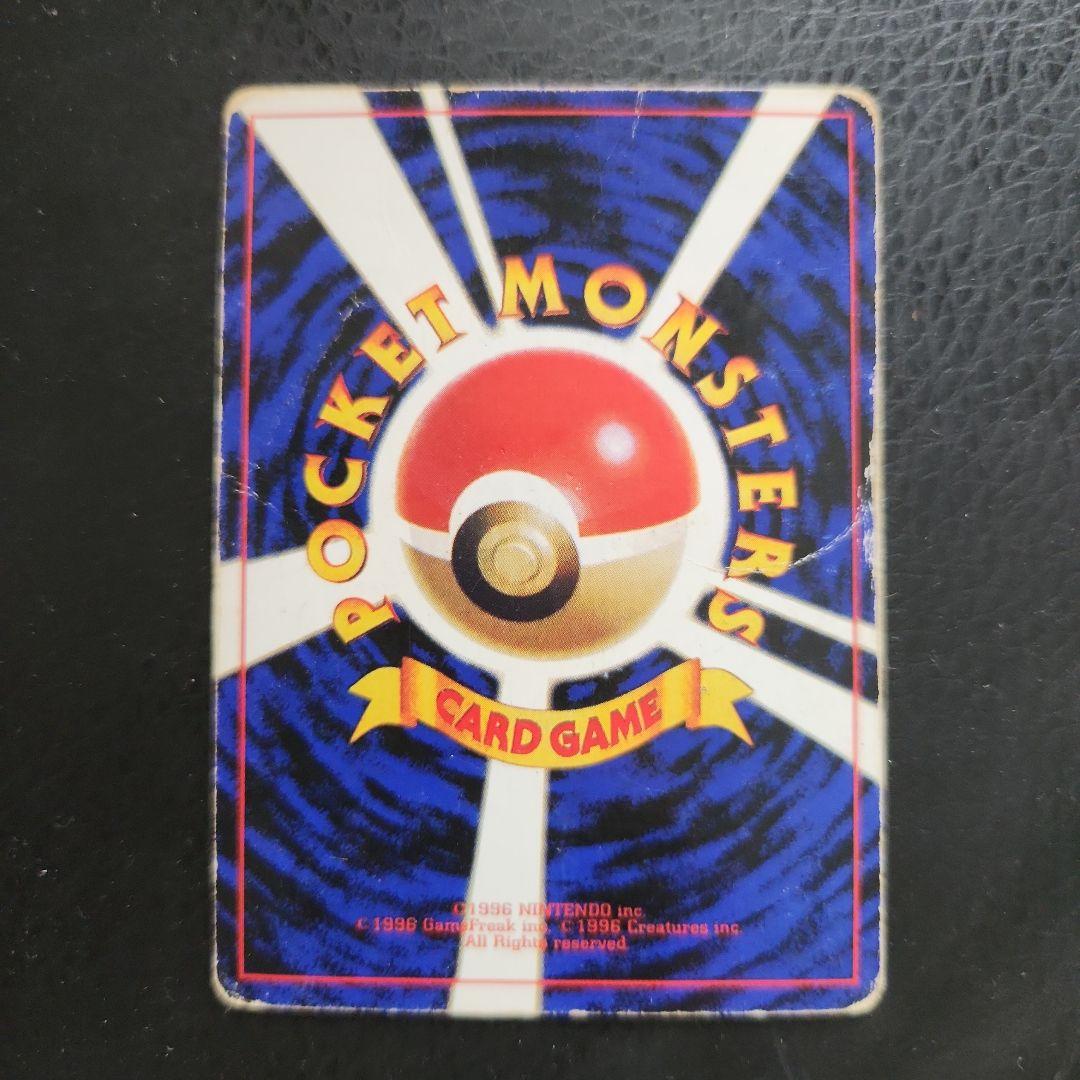 POCKET MONSTERS
CARD GAME
©1996 NINTENDO inc.
© 1996 GameFreak inc. © 1996 Creatures inc.
All Rights reserved